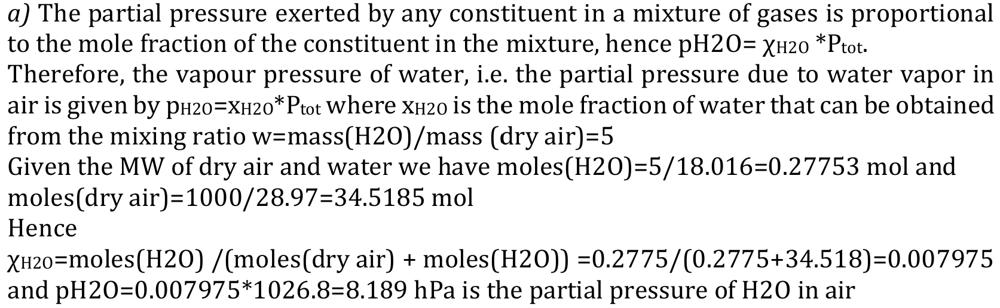 a) The partial pressure exerted by any constituent in a mixture of gases is proportional
to the mole fraction of the constituent in the mixture, hence pH2O= χH2O *Ptot.
Therefore, the vapour pressure of water, i.e. the partial pressure due to water vapor in
air is given by pH2O=xH2O*Ptot where xH2O is the mole fraction of water that can be obtained
from the mixing ratio w=mass(H2O)/mass (dry air)=5
Given the MW of dry air and water we have moles(H2O)=5/18.016=0.27753 mol and
moles(dry air)=1000/28.97=34.5185 mol
Hence
χH2O=moles(H2O) /(moles(dry air) + moles(H2O)) =0.2775/(0.2775+34.518)=0.007975
and pH2O=0.007975*1026.8=8.189 hPa is the partial pressure of H2O in air